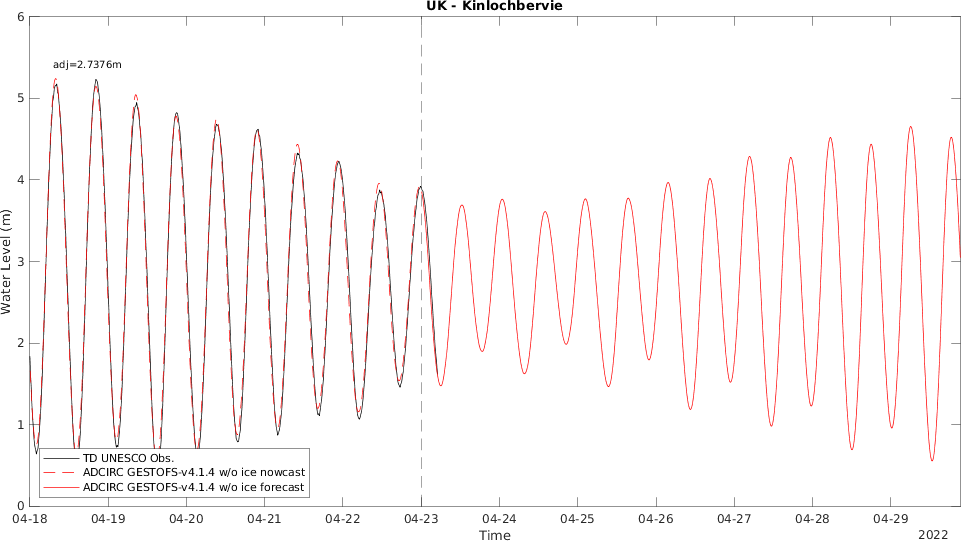 UK - Kinlochbervie
adj=2.7376m
6
5
4
3
2
1
0
Water Level (m)
TD UNESCO Obs.
ADCIRC GESTOFS-v4.1.4 w/o ice nowcast
ADCIRC GESTOFS-v4.1.4 w/o ice forecast
04-18 04-19 04-20 04-21 04-22 04-23 04-24 04-25 04-26 04-27 04-28 04-29
Time
2022